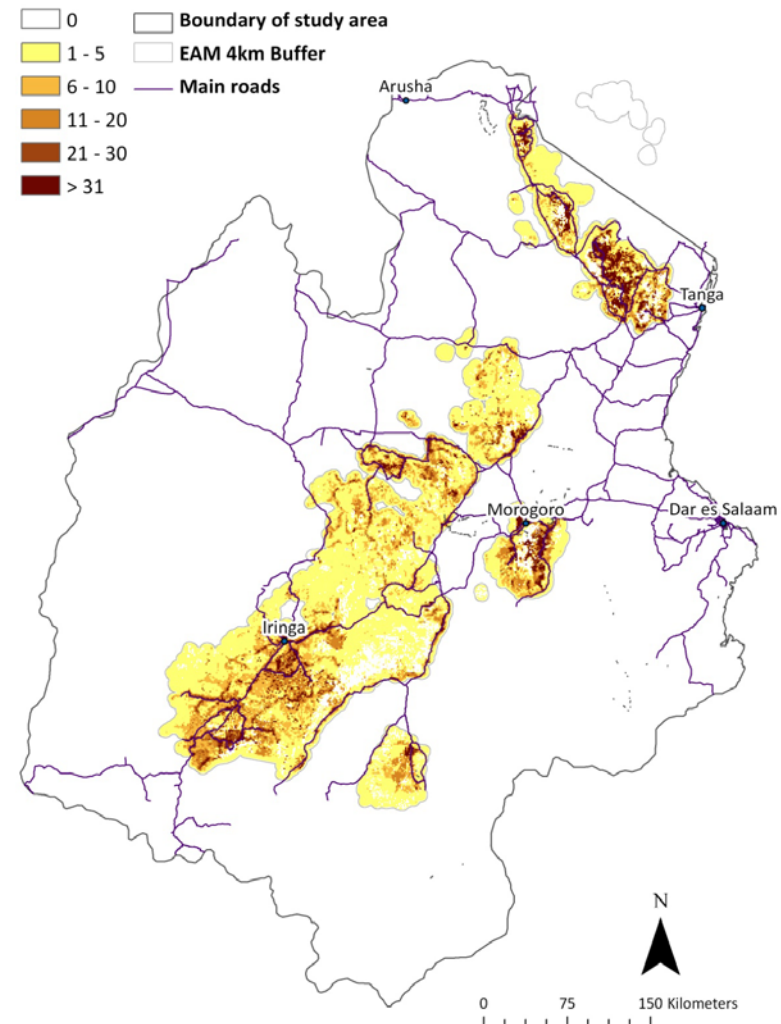 0
Boundary of study area
1 - 5
EAM 4km Buffer
6 - 10
Main roads
11 - 20
21 - 30
> 31
Arusha
Tanga
Morogoro
Dar es Salaam
Iringa
N
0 75 150 Kilometers